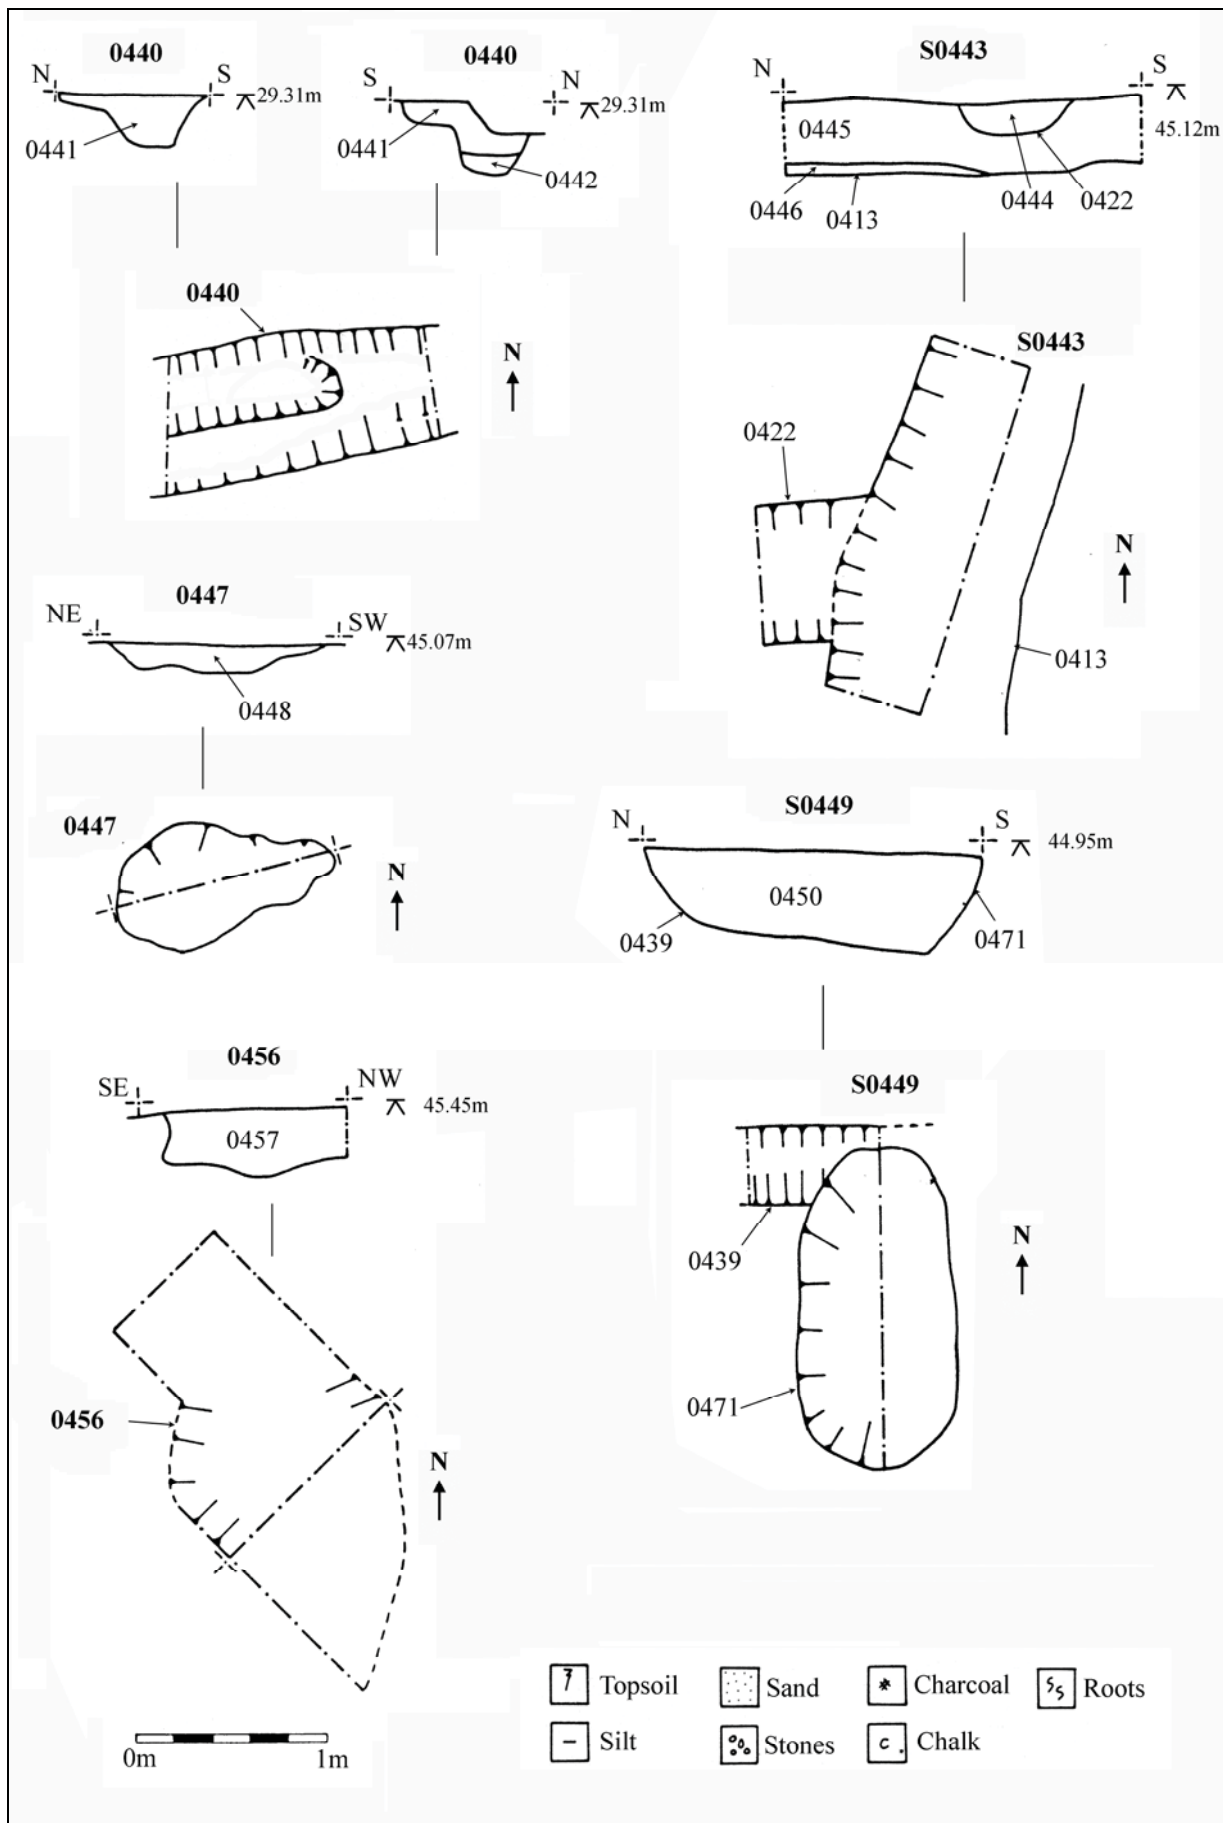 0440
N
S
29.31m
0441
0440
S
N
29.31m
0441
0442
S0443
N
S
0445
45.12m
0446
0413
0444
0422
0440
N
S0443
0422
N
0413
0447
NE
SW
45.07m
0448
0447
N
S0449
N
S
44.95m
0450
0439
0471
0456
SE
NW
45.45m
0457
S0449
0439
N
0471
0456
N
Topsoil
Sand
Charcoal
Roots
Silt
Stones
Chalk
0m
1m